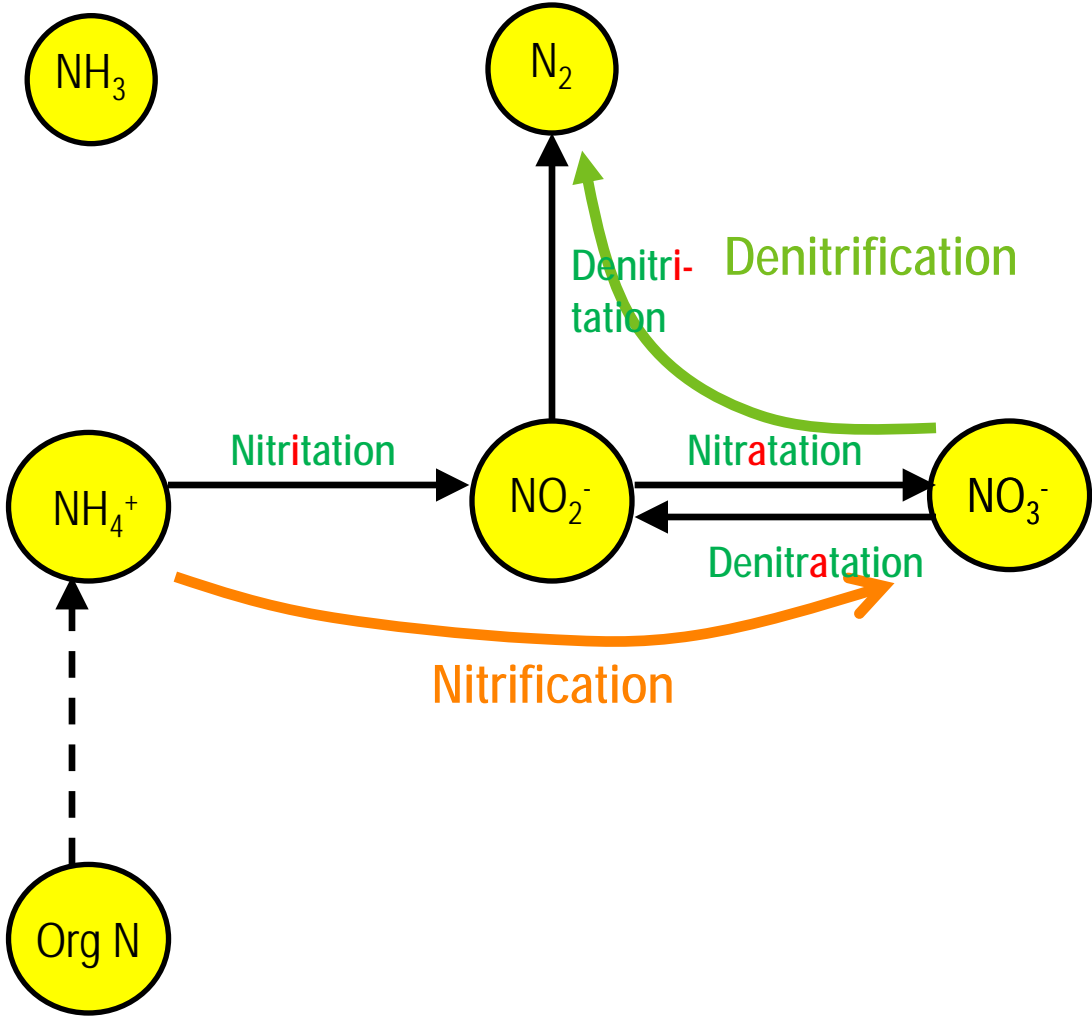 NH₃
N₂
Denitri-
tation
Denitrification
Nitritation
Nitratation
NH₄⁺
NO₂⁻
NO₃⁻
Denitratation
Nitrification
Org N